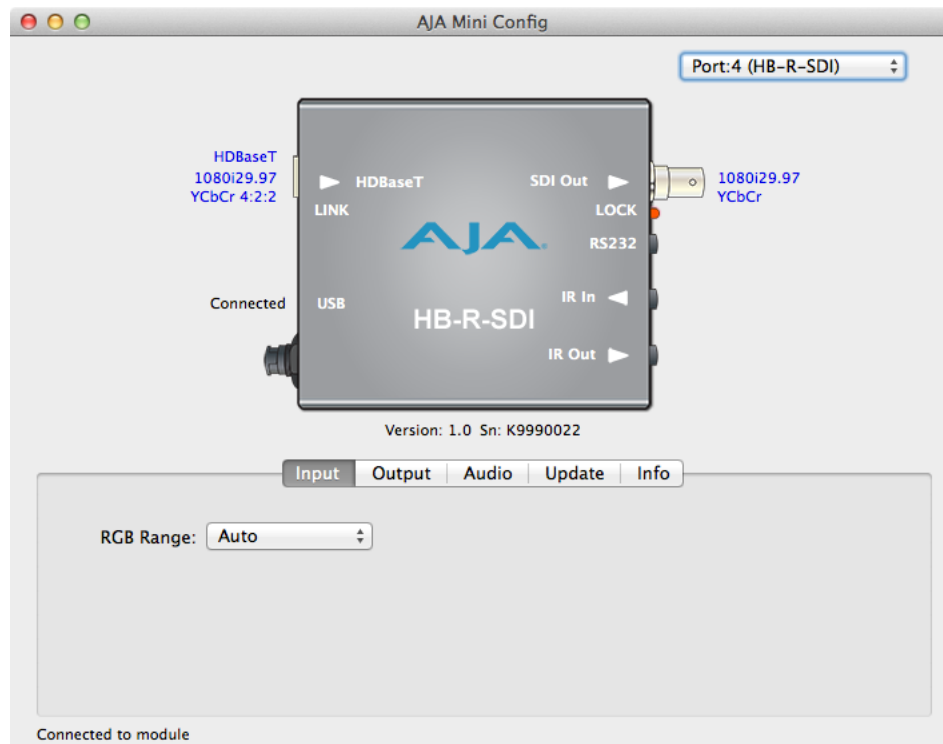 AJA Mini Config
Port:4 (HB-R-SDI)
HDBaseT
1080i29.97
YCbCr 4:2:2
HDBaseT
SDI Out
1080i29.97
YCbCr
LINK
LOCK
AJA.
RS232
Connected
USB
IR In
HB-R-SDI
IR Out
Version: 1.0 Sn: K9990022
Input Output Audio Update Info
RGB Range: Auto
Connected to module